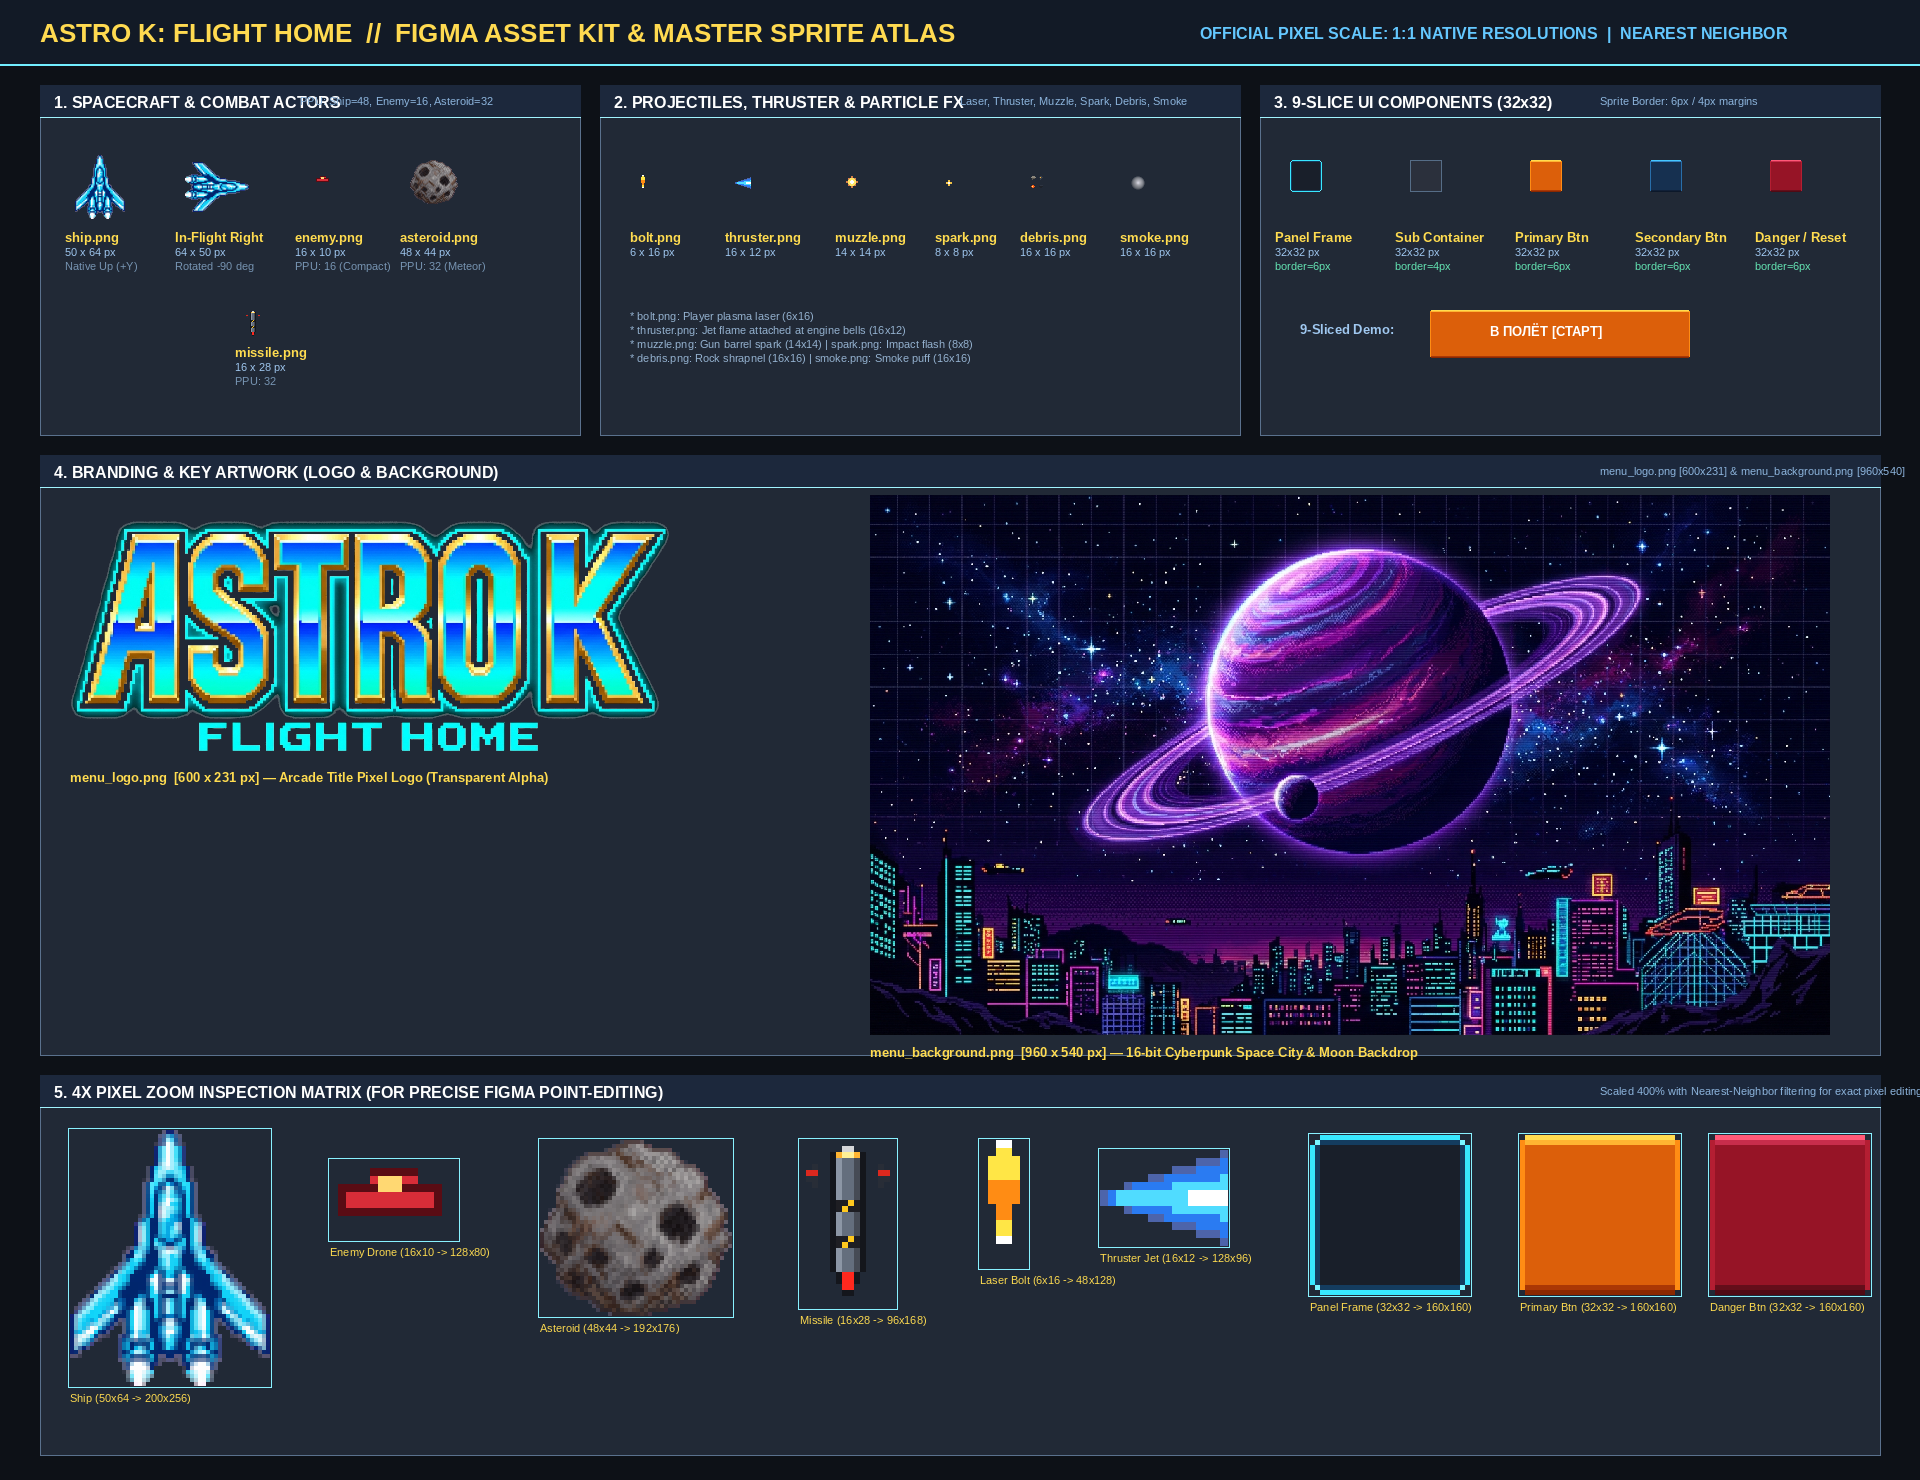 ASTRO K: FLIGHT HOME // FIGMA ASSET KIT & MASTER SPRITE ATLAS
OFFICIAL PIXEL SCALE: 1:1 NATIVE RESOLUTIONS | NEAREST NEIGHBOR
1. SPACECRAFT & COMBAT ACTORS
Ship=48, Enemy=16, Asteroid=32
ship.png
50 x 64 px
Native Up (+Y)
In-Flight Right
64 x 50 px
Rotated -90 deg
enemy.png
16 x 10 px
PPU: 16 (Compact)
asteroid.png
48 x 44 px
PPU: 32 (Meteor)
missile.png
16 x 28 px
PPU: 32
2. PROJECTILES, THRUSTER & PARTICLE FX
Laser, Thruster, Muzzle, Spark, Debris, Smoke
bolt.png
6 x 16 px
thruster.png
16 x 12 px
muzzle.png
14 x 14 px
spark.png
8 x 8 px
debris.png
16 x 16 px
smoke.png
16 x 16 px
* bolt.png: Player plasma laser (6x16)
* thruster.png: Jet flame attached at engine bells (16x12)
* muzzle.png: Gun barrel spark (14x14) | spark.png: Impact flash (8x8)
* debris.png: Rock shrapnel (16x16) | smoke.png: Smoke puff (16x16)
3. 9-SLICE UI COMPONENTS (32x32)
Sprite Border: 6px / 4px margins
Panel Frame
32x32 px
border=6px
Sub Container
32x32 px
border=4px
Primary Btn
32x32 px
border=6px
Secondary Btn
32x32 px
border=6px
Danger / Reset
32x32 px
border=6px
9-Sliced Demo:
В ПОЛЁТ [СТАРТ]
4. BRANDING & KEY ARTWORK (LOGO & BACKGROUND)
menu_logo.png [600x231] & menu_background.png [960x540]
ASTROK
FLIGHT HOME
menu_logo.png [600 x 231 px] — Arcade Title Pixel Logo (Transparent Alpha)
menu_background.png [960 x 540 px] — 16-bit Cyberpunk Space City & Moon Backdrop
5. 4X PIXEL ZOOM INSPECTION MATRIX (FOR PRECISE FIGMA POINT-EDITING)
Scaled 400% with Nearest-Neighbor filtering for exact pixel editing
Ship (50x64 -> 200x256)
Enemy Drone (16x10 -> 128x80)
Asteroid (48x44 -> 192x176)
Missile (16x28 -> 96x168)
Laser Bolt (6x16 -> 48x128)
Thruster Jet (16x12 -> 128x96)
Panel Frame (32x32 -> 160x160)
Primary Btn (32x32 -> 160x160)
Danger Btn (32x32 -> 160x160)